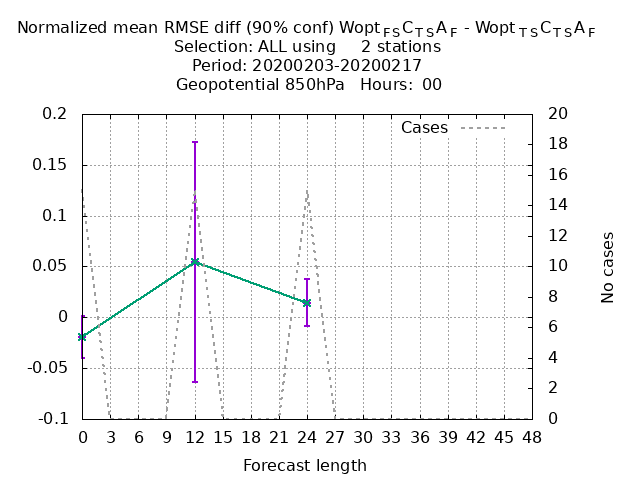 Normalized mean RMSE diff (90% conf) Wopt FS C TS A F - Wopt TS C TS A F
Selection: ALL using 2 stations
Period: 20200203-20200217
Geopotential 850hPa Hours: 00
0.2
0.15
0.1
0.05
0
-0.05
-0.1
20
18
16
14
12
10
8
6
4
2
0
Cases
No cases
0 3 6 9 12 15 18 21 24 27 30 33 36 39 42 45 48
Forecast length